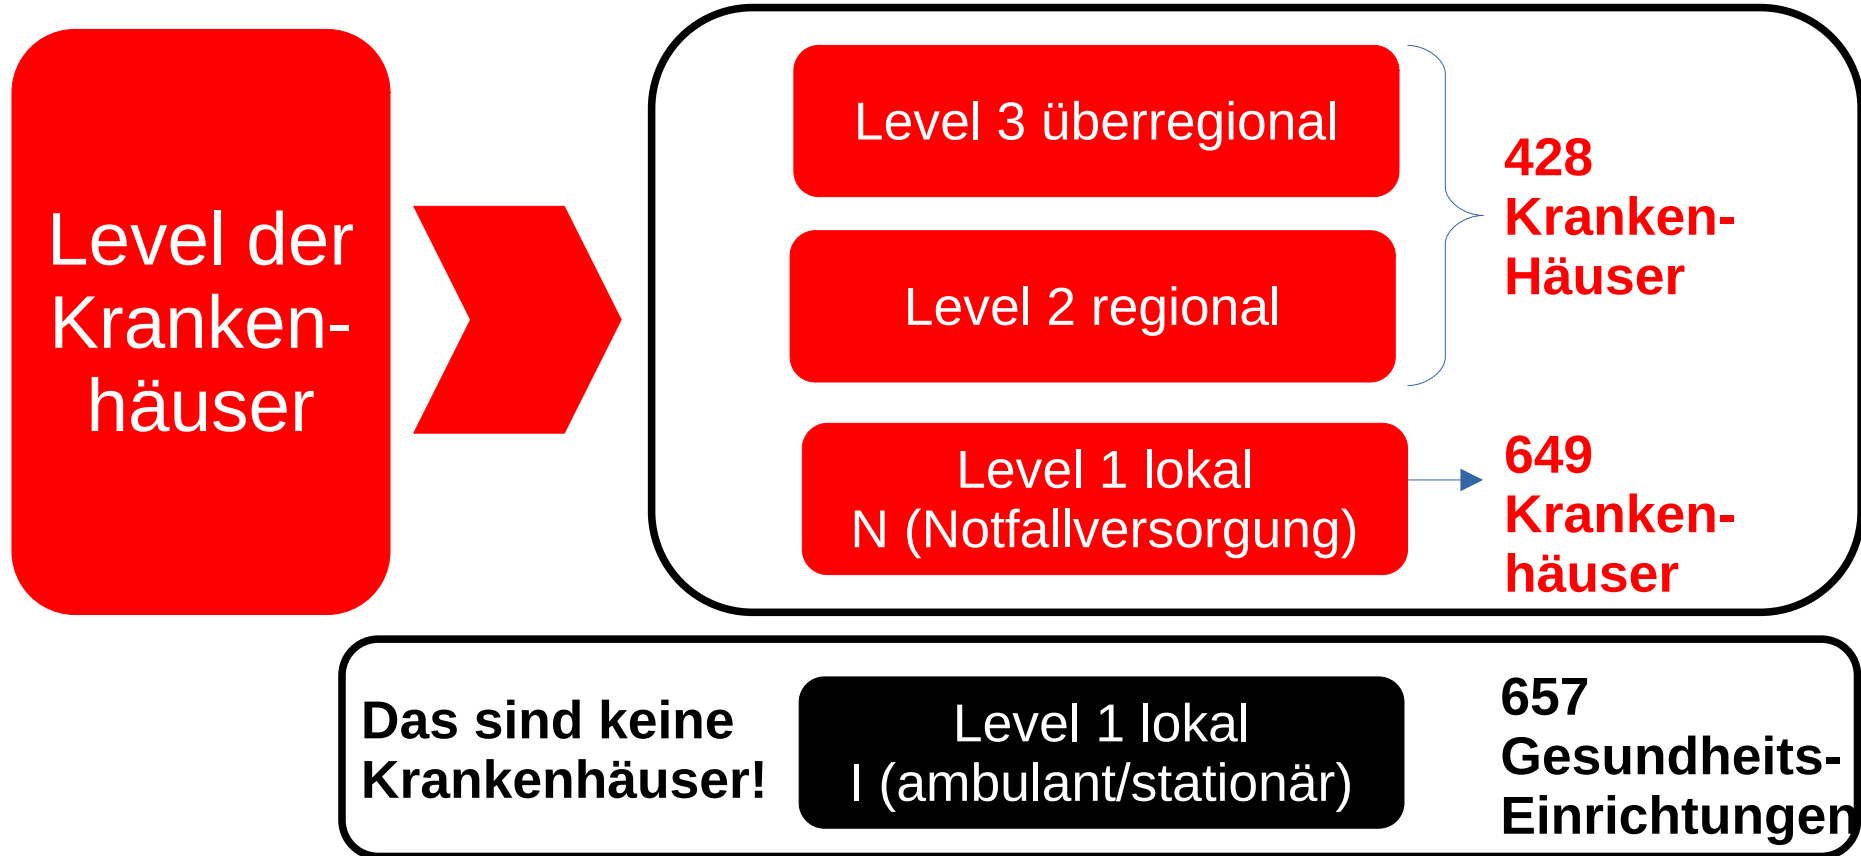 Level der
Kranken-
häuser
Level 3 überregional
Level 2 regional
428
Kranken-
Häuser
Level 1 lokal
N (Notfallversorgung)
649
Kranken-
häuser
Das sind keine
Krankenhäuser!
Level 1 lokal
I (ambulant/stationär)
657
Gesundheits-
Einrichtungen